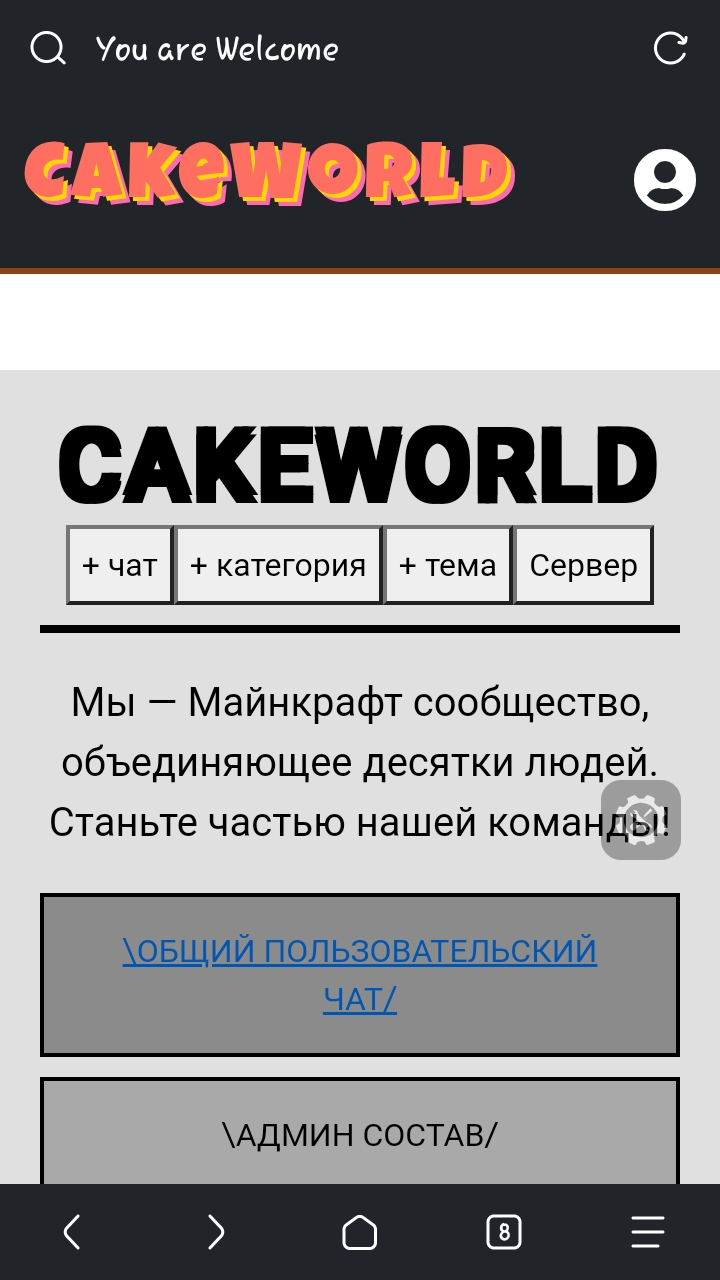 You are Welcome
CAKeWORLD
CAKEWORLD
+ чат + категория + тема Сервер
Мы — Майнкрафт сообщество,
объединяющее десятки людей.
Станьте частью нашей команды!
\ОБЩИЙ ПОЛЬЗОВАТЕЛЬСКИЙ
ЧАТ/
\АДМИН СОСТАВ/
8